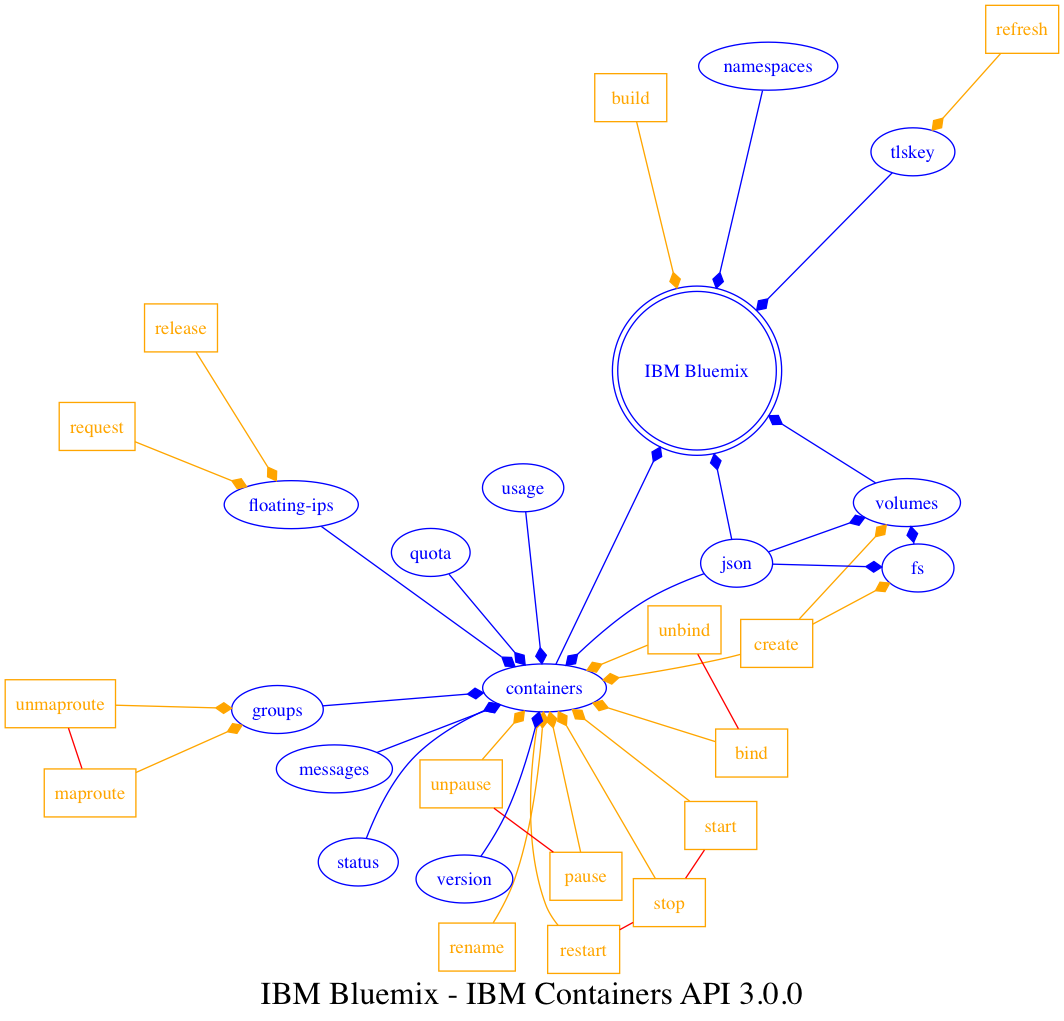 refresh
namespaces
build
tlskey
release
IBM Bluemix
request
usage
volumes
floating-ips
quota
json
fs
unbind
create
containers
unmaproute
groups
bind
messages
unpause
maproute
start
status
version
pause
stop
rename
restart
IBM Bluemix - IBM Containers API 3.0.0